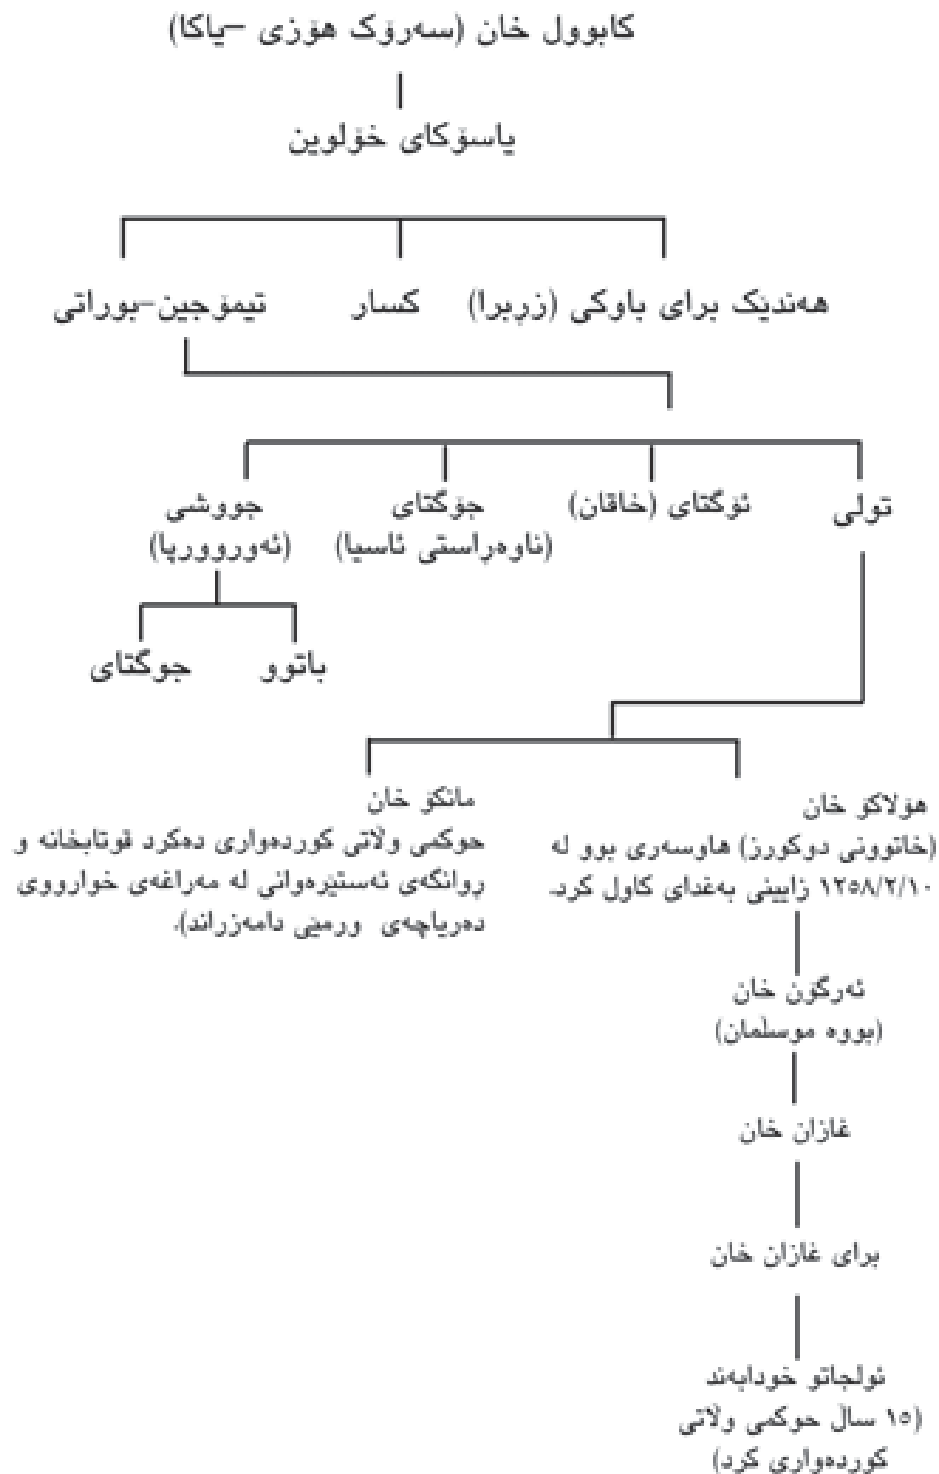 کابوول خان (سەرۆک هۆزی –یاکا)
یاسۆکای خۆلوین
هەندێک برای باوکی (زڕبرا)
کسار
تیمۆجین–بوراتی
تولی
ئۆگتای (خاقان)
جۆگتای
(ناوەڕاستی ئاسیا)
جووشی
(ئەورووپا)
باتوو
جوگتای
هۆلاکۆ خان
(خاتوونی دوکورز) هاوسەری بوو لە
١٢٥٨/٢/١٠ زایینی بەغدای کاول کرد.
مانکۆ خان
حوکمی وڵاتی کوردەواری دەکرد قوتابخانە و
ڕوانگەی ئەستێرەوانی لە مەراغەی خوارووی
دەریاچەی ورمێی دامەزراند).
ئەرگۆن خان
(بووە موسڵمان)
غازان خان
برای غازان خان
ئولجاتو خودابەند
(١٥ ساڵ حوکمی وڵاتی
کوردەواری کرد)